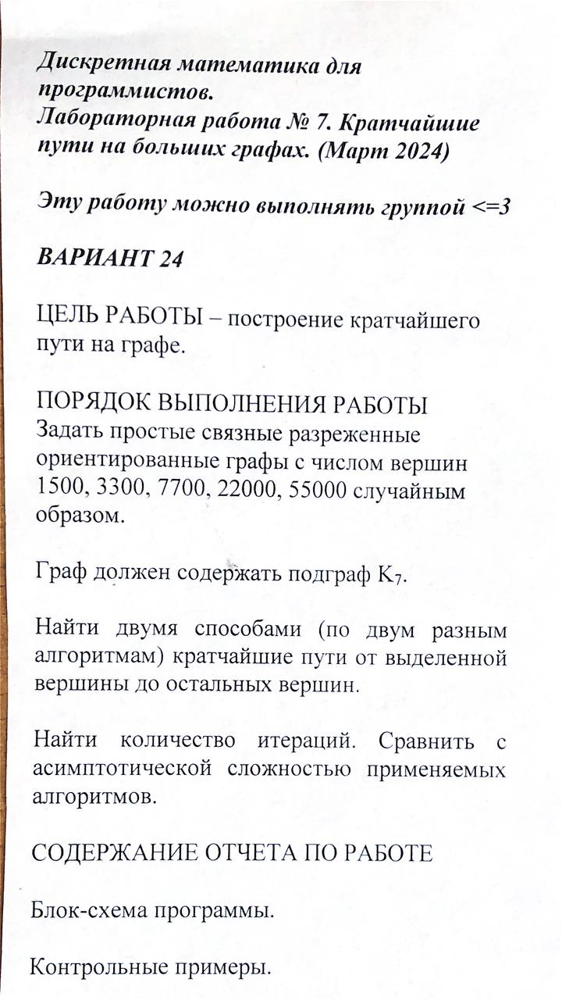 Дискретная математика для
программистов.
Лабораторная работа № 7. Кратчайшие
пути на больших графах. (Март 2024)
Эту работу можно выполнять группой <=3
ВАРИАНТ 24
ЦЕЛЬ РАБОТЫ – построение кратчайшего
пути на графе.
ПОРЯДОК ВЫПОЛНЕНИЯ РАБОТЫ
Задать простые связные разреженные
ориентированные графы с числом вершин
1500, 3300, 7700, 22000, 55000 случайным
образом.
Граф должен содержать подграф K₇.
Найти двумя способами (по двум разным
алгоритмам) кратчайшие пути от выделенной
вершины до остальных вершин.
Найти количество итераций. Сравнить с
асимптотической сложностью применяемых
алгоритмов.
СОДЕРЖАНИЕ ОТЧЕТА ПО РАБОТЕ
Блок-схема программы.
Контрольные примеры.